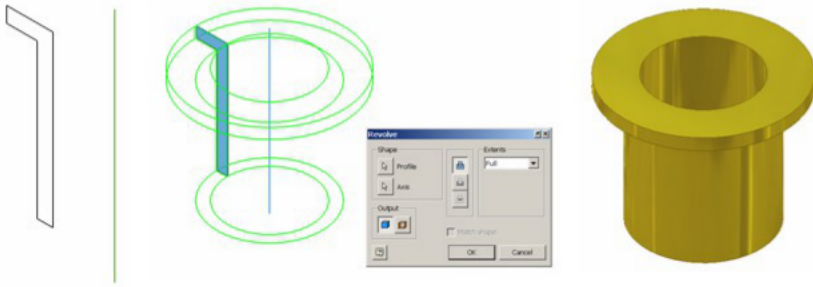 Revolve
Shape
Extents
Profile
Full
Axis
Output
Match shape
OK
Cancel